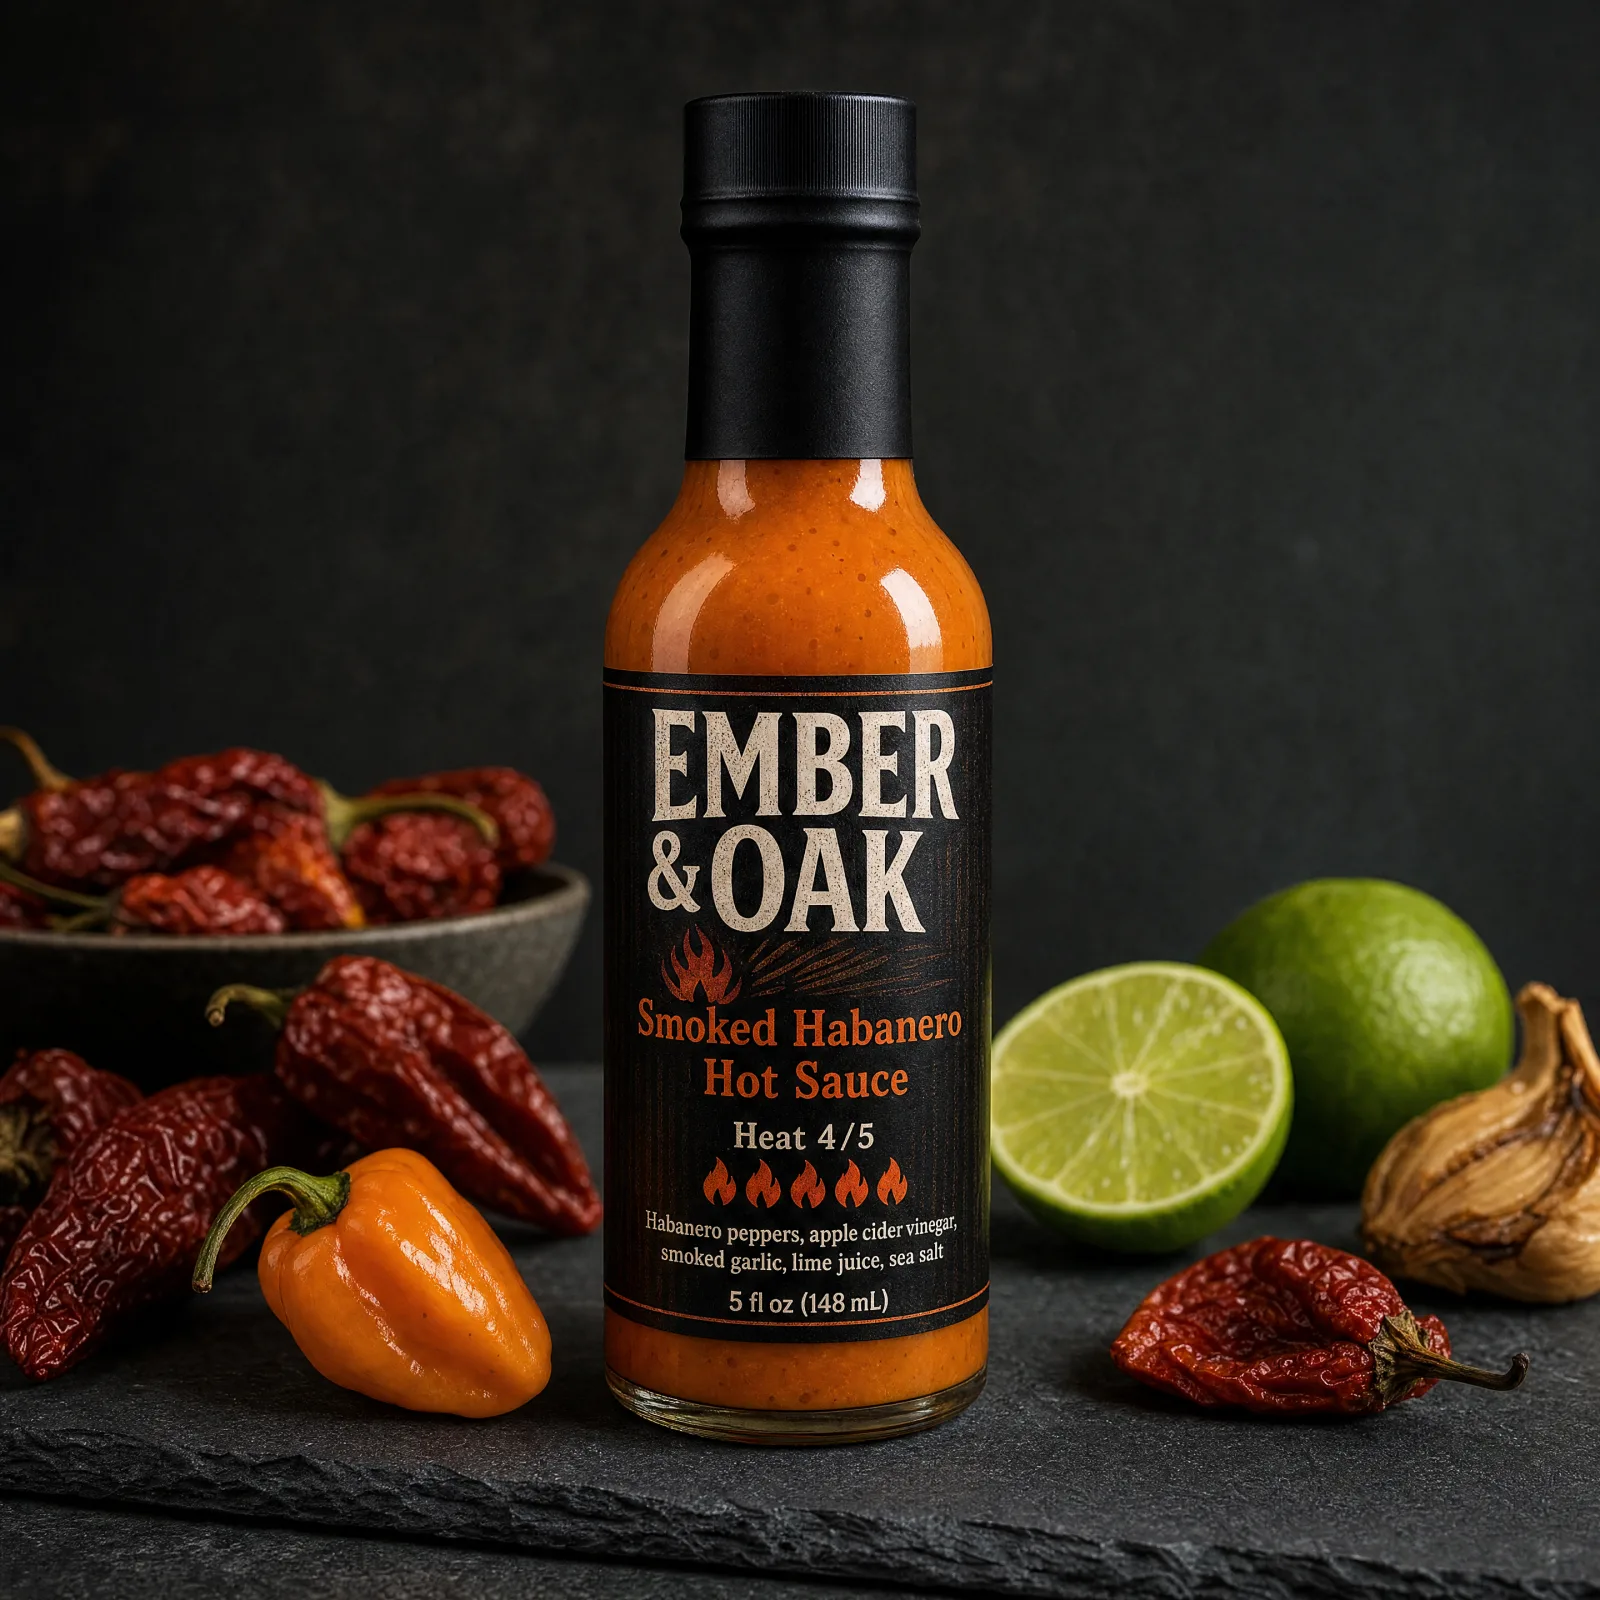 EMBER
& OAK
Smoked Habanero
Hot Sauce
Heat 4/5
Habanero peppers, apple cider vinegar,
smoked garlic, lime juice, sea salt
5 fl oz (148 mL)